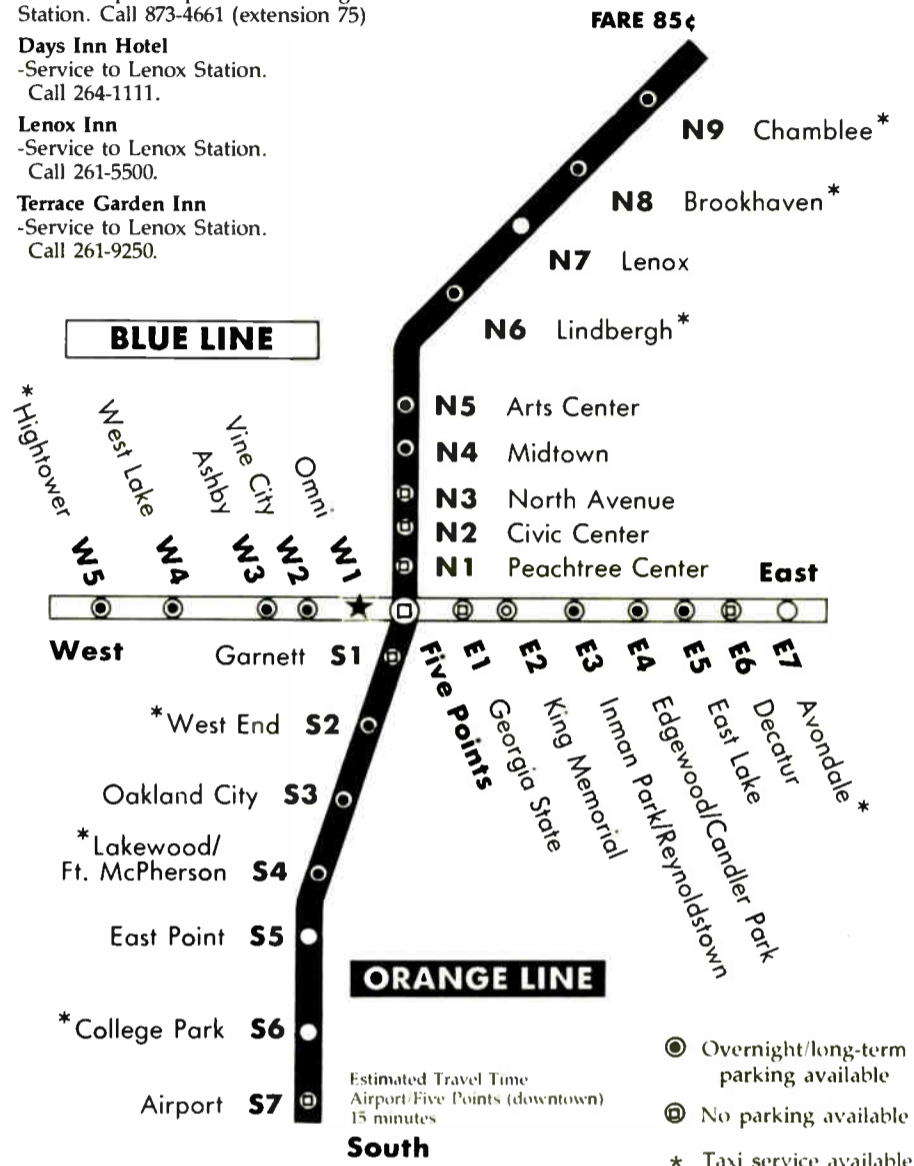 Station. Call 873-4661 (extension 75)
Days Inn Hotel
-Service to Lenox Station.
Call 264-1111.
Lenox Inn
-Service to Lenox Station.
Call 261-5500.
Terrace Garden Inn
-Service to Lenox Station.
Call 261-9250.
FARE 85¢
N9 Chamblee*
N8 Brookhaven*
N7 Lenox
N6 Lindbergh*
BLUE LINE
N5 Arts Center
N4 Midtown
N3 North Avenue
N2 Civic Center
N1 Peachtree Center
*Hightower
West Lake
Ashby
Vine City
Omni
W5
W4
W3
W2
W1
East
West
Five Points
E1 Georgia State
E2 King Memorial
E3 Inman Park/Reynoldstown
E4 Edgewood/Candler Park
E5 East Lake
E6 Decatur
E7 Avondale *
Garnett S1
*West End S2
Oakland City S3
*Lakewood/
Ft. McPherson S4
East Point S5
*College Park S6
Airport S7
ORANGE LINE
Estimated Travel Time
Airport/Five Points (downtown)
15 minutes
South
Overnight/long-term
parking available
No parking available
* Taxi service available